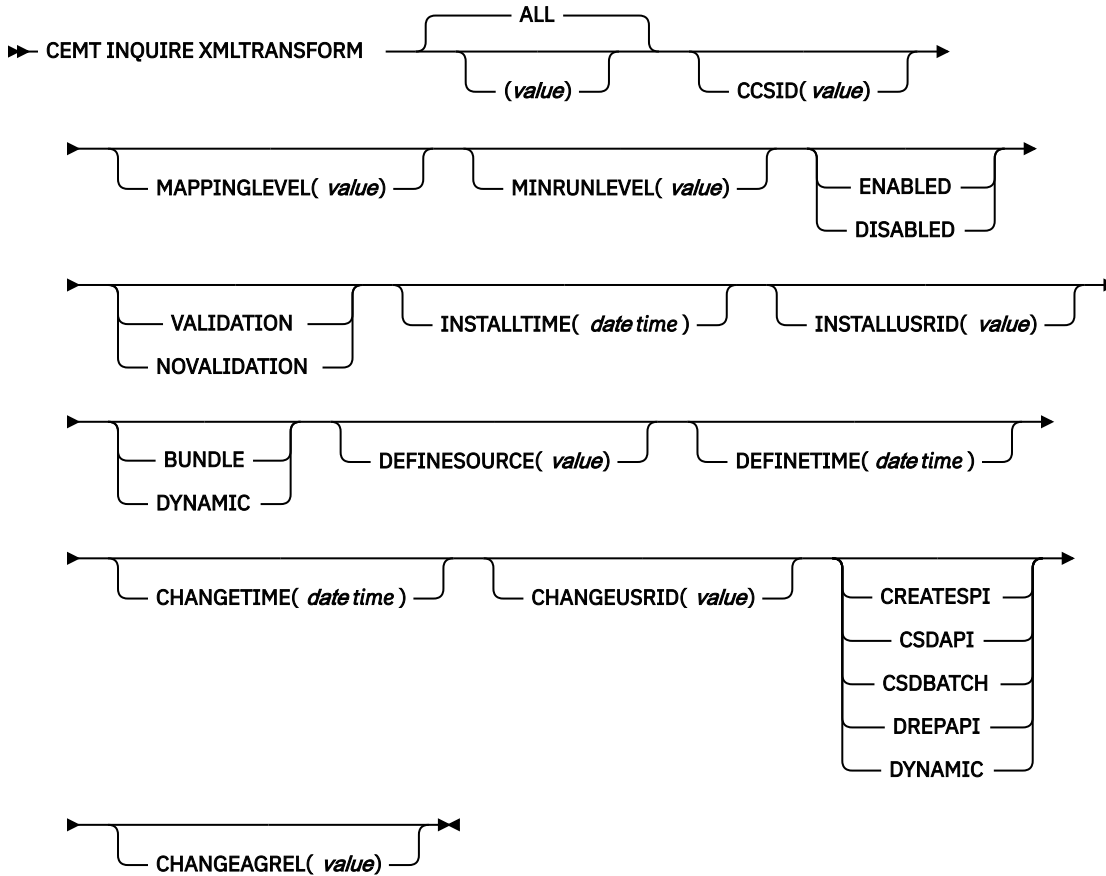 ALL
CEMT INQUIRE XMLTRANSFORM
(value)
CCSID( value)
MAPPINGLEVEL( value)
MINRUNLEVEL( value)
ENABLED
DISABLED
VALIDATION
NOVALIDATION
INSTALLTIME( date time )
INSTALLUSRID( value)
BUNDLE
DYNAMIC
DEFINESOURCE( value)
DEFINETIME( date time )
CHANGETIME( date time )
CHANGEUSRID( value)
CREATESPI
CSDAPI
CSDBATCH
DREPAPI
DYNAMIC
CHANGEAGREL( value)